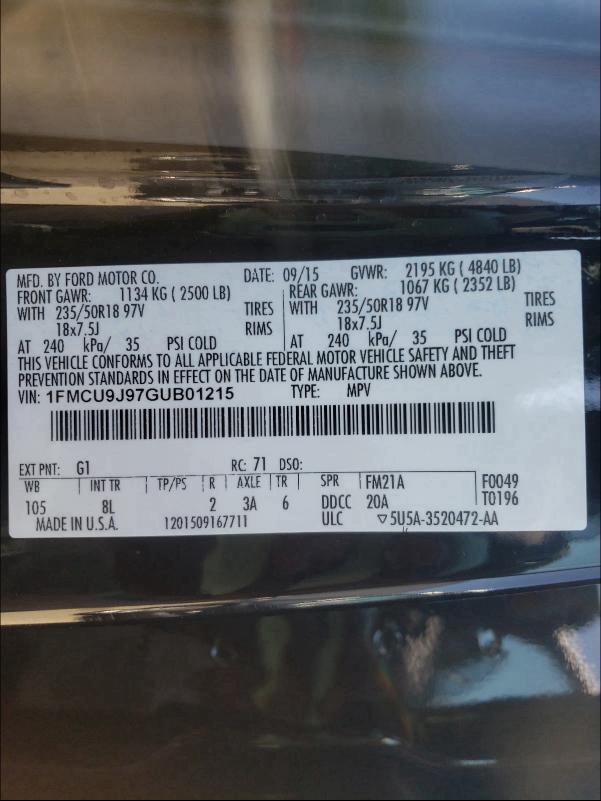 MFD. BY FORD MOTOR CO. DATE: 09/15 GVWR: 2195 KG ( 4840 LB)
FRONT GAWR: 1134 KG ( 2500 LB) REAR GAWR: 1067 KG ( 2352 LB)
WITH 235/50R18 97V TIRES WITH 235/50R18 97V TIRES
18x7.5J RIMS 18x7.5J RIMS
AT 240 kPa/ 35 PSI COLD AT 240 kPa/ 35 PSI COLD
THIS VEHICLE CONFORMS TO ALL APPLICABLE FEDERAL MOTOR VEHICLE SAFETY AND THEFT
PREVENTION STANDARDS IN EFFECT ON THE DATE OF MANUFACTURE SHOWN ABOVE.
VIN: 1FMCU9J97GUB01215 TYPE: MPV
EXT PNT: G1 RC: 71 DSO:
WB INT TR TP/PS R AXLE TR SPR FM21A F0049
105 8L 2 3A 6 DDCC 20A T0196
MADE IN U.S.A. 1201509167711 ULC ▽5U5A-3520472-AA